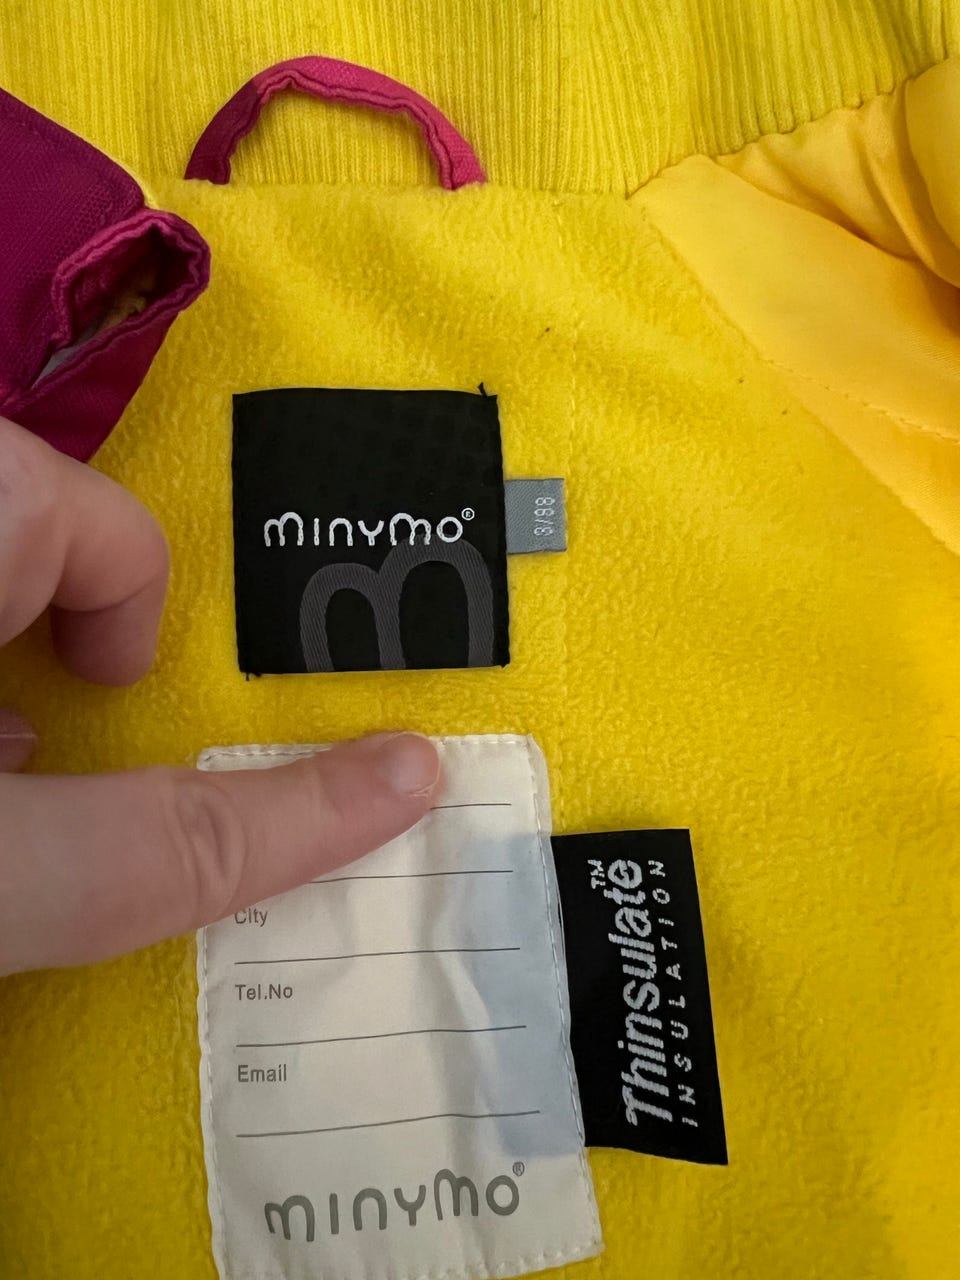 minymo®
3/98
City
Tel.No
Email
minymo®
Thinsulate™
INSULATION